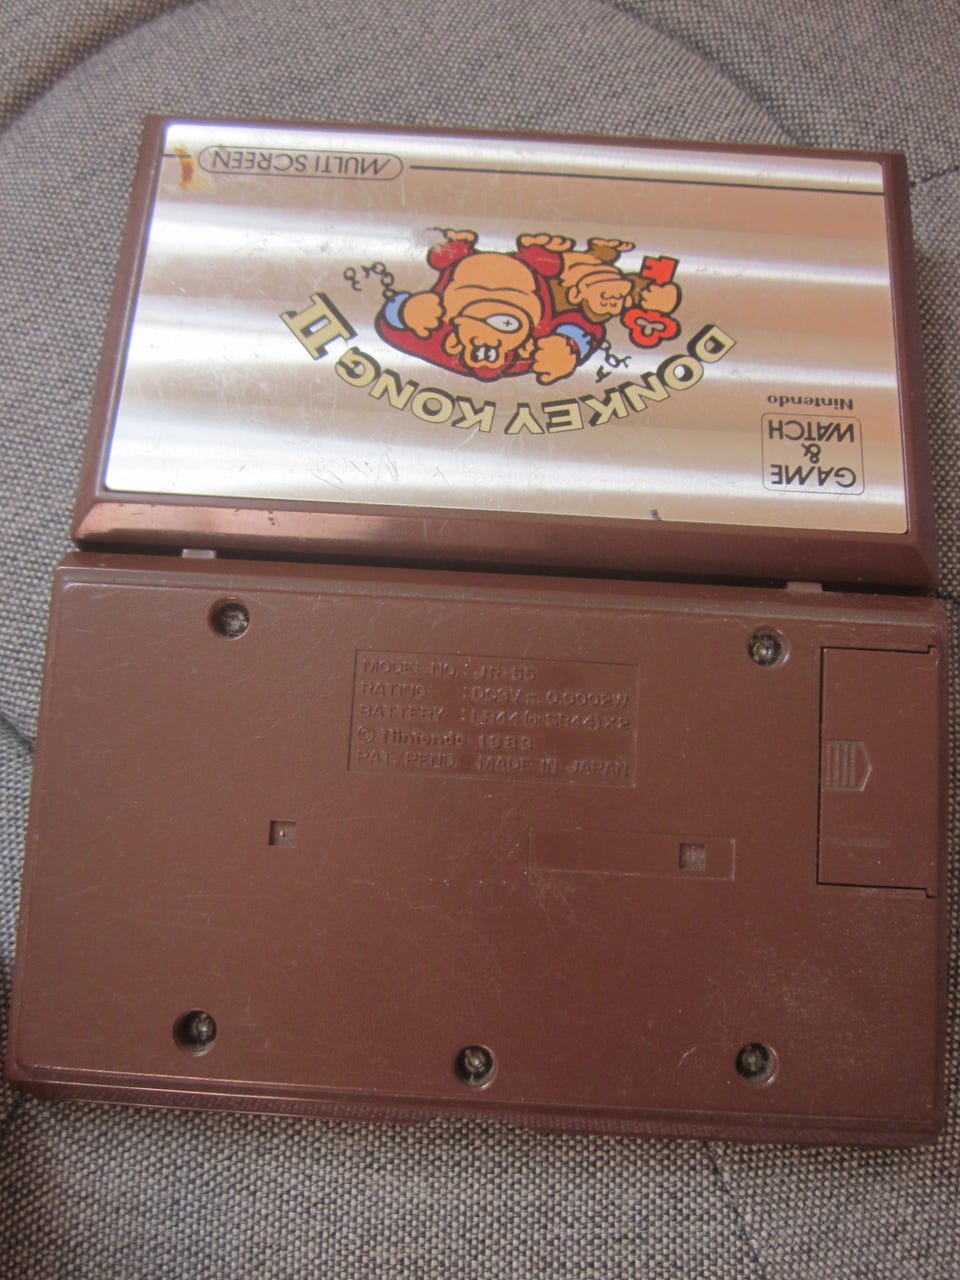 MULTI SCREEN
DONKEY KONG II
Nintendo
GAME
&
WATCH
MODEL NO. : JR-55
RATING : DC3V ⎓ 0.0002W
BATTERY : LR44 (or SR44) × 2
© Nintendo 1983
PAT. PEND. MADE IN JAPAN